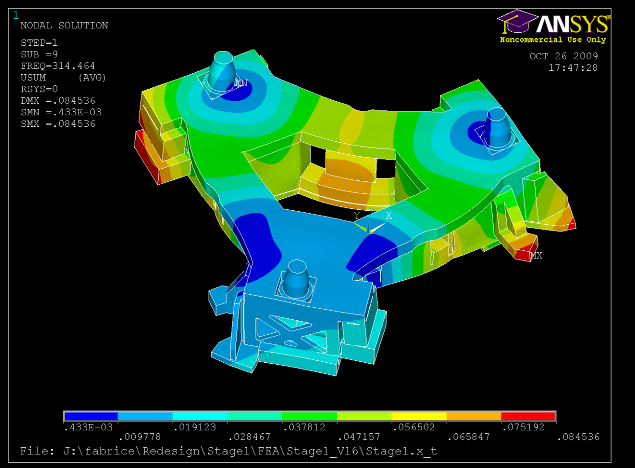 1
NODAL SOLUTION
ANSYS
Noncommercial Use Only
STEP=1
SUB =9
FREQ=314.464
USUM (AVG)
RSYS=0
DMX =.084536
SMN =.433E-03
SMX =.084536
OCT 26 2009
17:47:28
MN
Y X
MX
.433E-03 .019123 .037812 .056502 .075192
.009778 .028467 .047157 .065847 .084536
File: J:\fabrice\Redesign\Stage1\FEA\Stage1_V16\Stage1.x_t